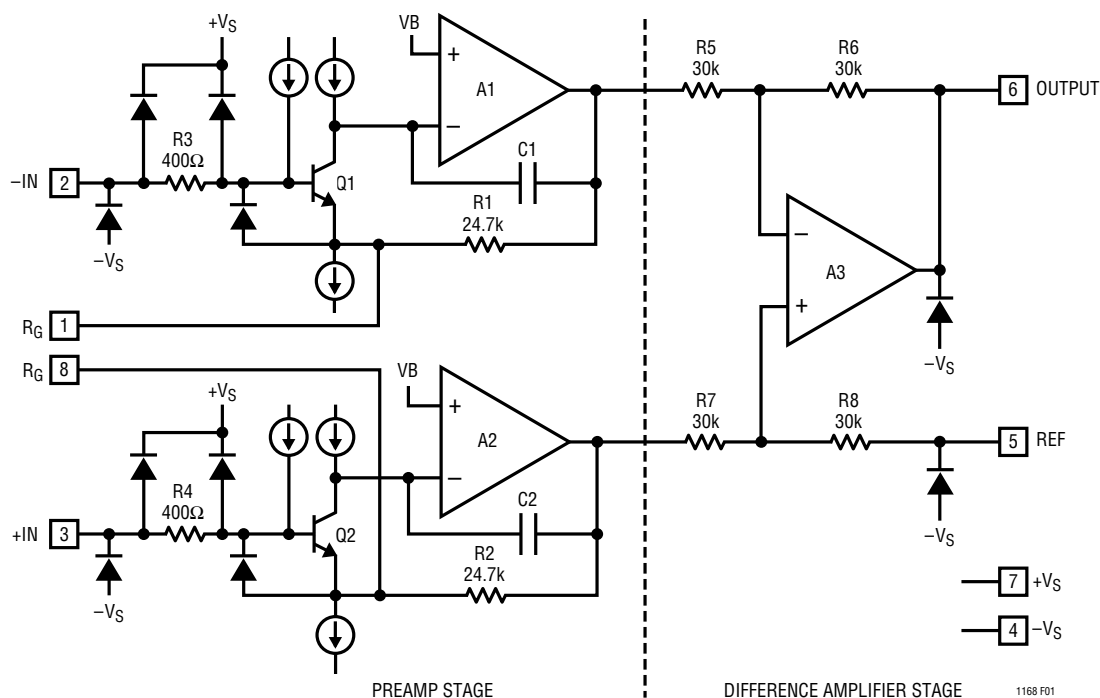 +VS
VB
R5
30k
R6
30k
+
A1
−
6 OUTPUT
R3
400Ω
C1
−IN 2
Q1
R1
24.7k
−VS
−
A3
+
RG 1
RG 8
−VS
VB
+VS
R7
30k
R8
30k
+
A2
−
5 REF
R4
400Ω
C2
+IN 3
Q2
R2
24.7k
−VS
−VS
7 +VS
4 −VS
PREAMP STAGE
DIFFERENCE AMPLIFIER STAGE
1168 F01